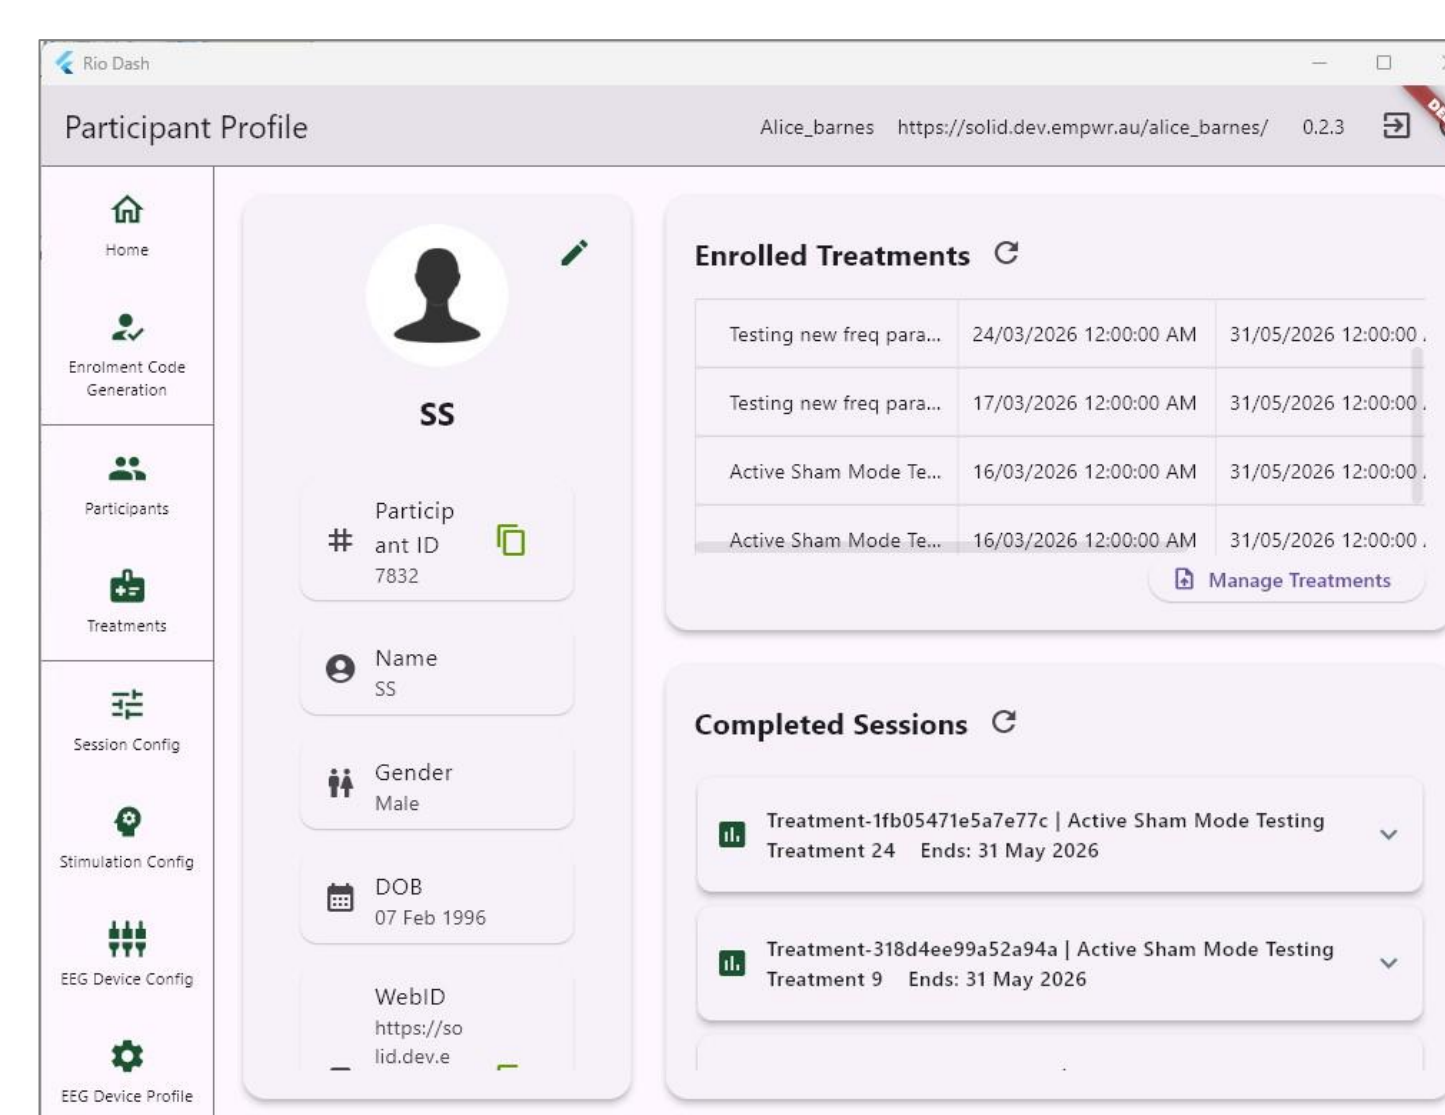 Rio Dash
Participant Profile
Alice_barnes https://solid.dev.empwr.au/alice_barnes/ 0.2.3
Home
Enrolment Code
Generation
Participants
Treatments
Session Config
Stimulation Config
EEG Device Config
EEG Device Profile
SS
Particip
ant ID
7832
Name
SS
Gender
Male
DOB
07 Feb 1996
WebID
https://so
lid.dev.e
Enrolled Treatments
Testing new freq para... 24/03/2026 12:00:00 AM 31/05/2026 12:00:00
Testing new freq para... 17/03/2026 12:00:00 AM 31/05/2026 12:00:00
Active Sham Mode Te... 16/03/2026 12:00:00 AM 31/05/2026 12:00:00
Active Sham Mode Te... 16/03/2026 12:00:00 AM 31/05/2026 12:00:00
Manage Treatments
Completed Sessions
Treatment-1fb05471e5a7e77c | Active Sham Mode Testing
Treatment 24 Ends: 31 May 2026
Treatment-318d4ee99a52a94a | Active Sham Mode Testing
Treatment 9 Ends: 31 May 2026